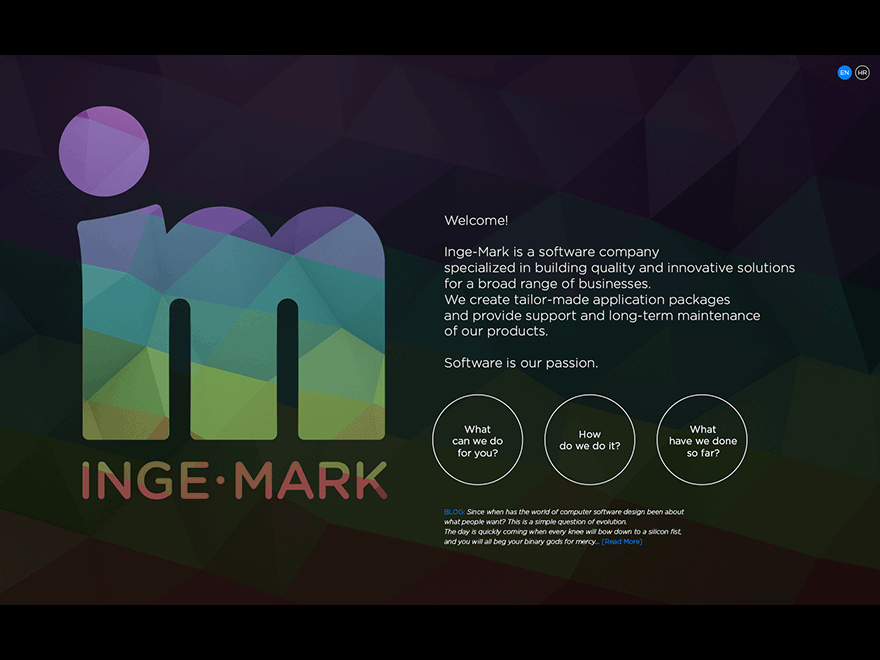 EN HR
im
INGE·MARK
Welcome!
Inge-Mark is a software company
specialized in building quality and innovative solutions
for a broad range of businesses.
We create tailor-made application packages
and provide support and long-term maintenance
of our products.
Software is our passion.
What
can we do
for you?
How
do we do it?
What
have we done
so far?
BLOG: Since when has the world of computer software design been about
what people want? This is a simple question of evolution.
The day is quickly coming when every knee will bow down to a silicon fist,
and you will all beg your binary gods for mercy... [Read More]